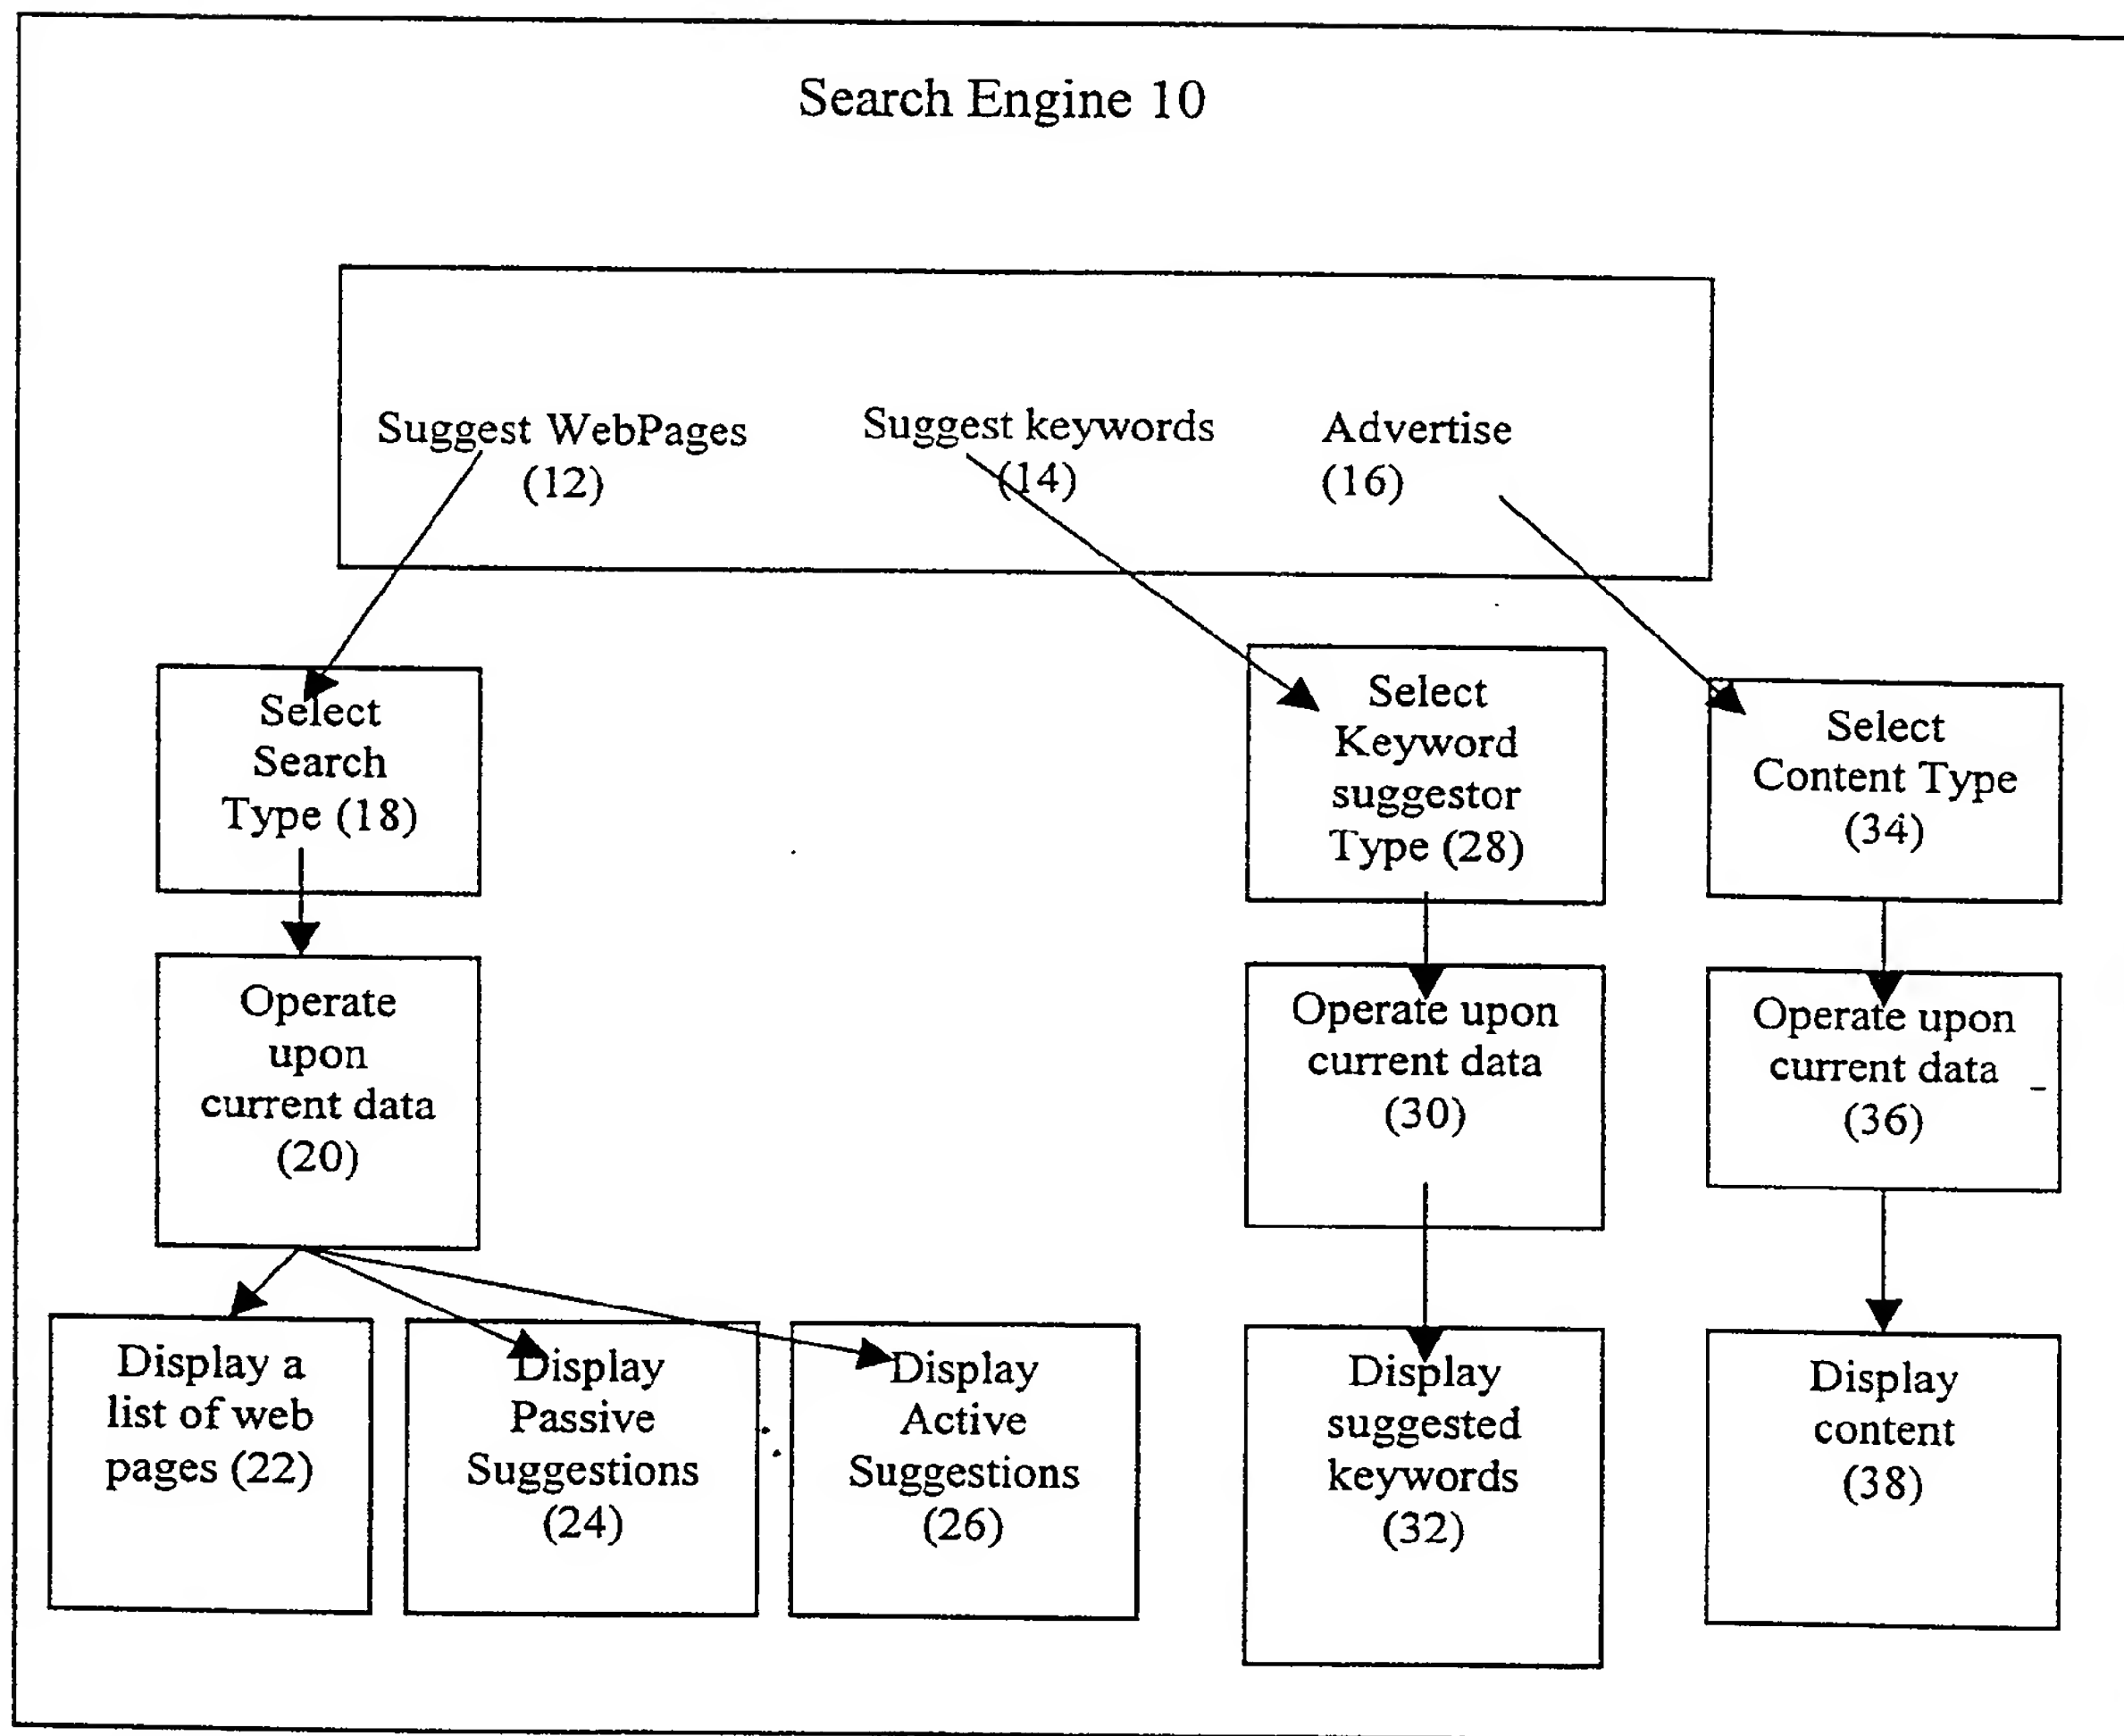 Search Engine 10
Suggest WebPages
(12)
Suggest keywords
(14)
Advertise
(16)
Select
Search
Type (18)
Select
Keyword
suggestor
Type (28)
Select
Content Type
(34)
Operate
upon
current data
(20)
Operate upon
current data
(30)
Operate upon
current data
(36)
Display a
list of web
pages (22)
Display
Passive
Suggestions
(24)
Display
Active
Suggestions
(26)
Display
suggested
keywords
(32)
Display
content
(38)